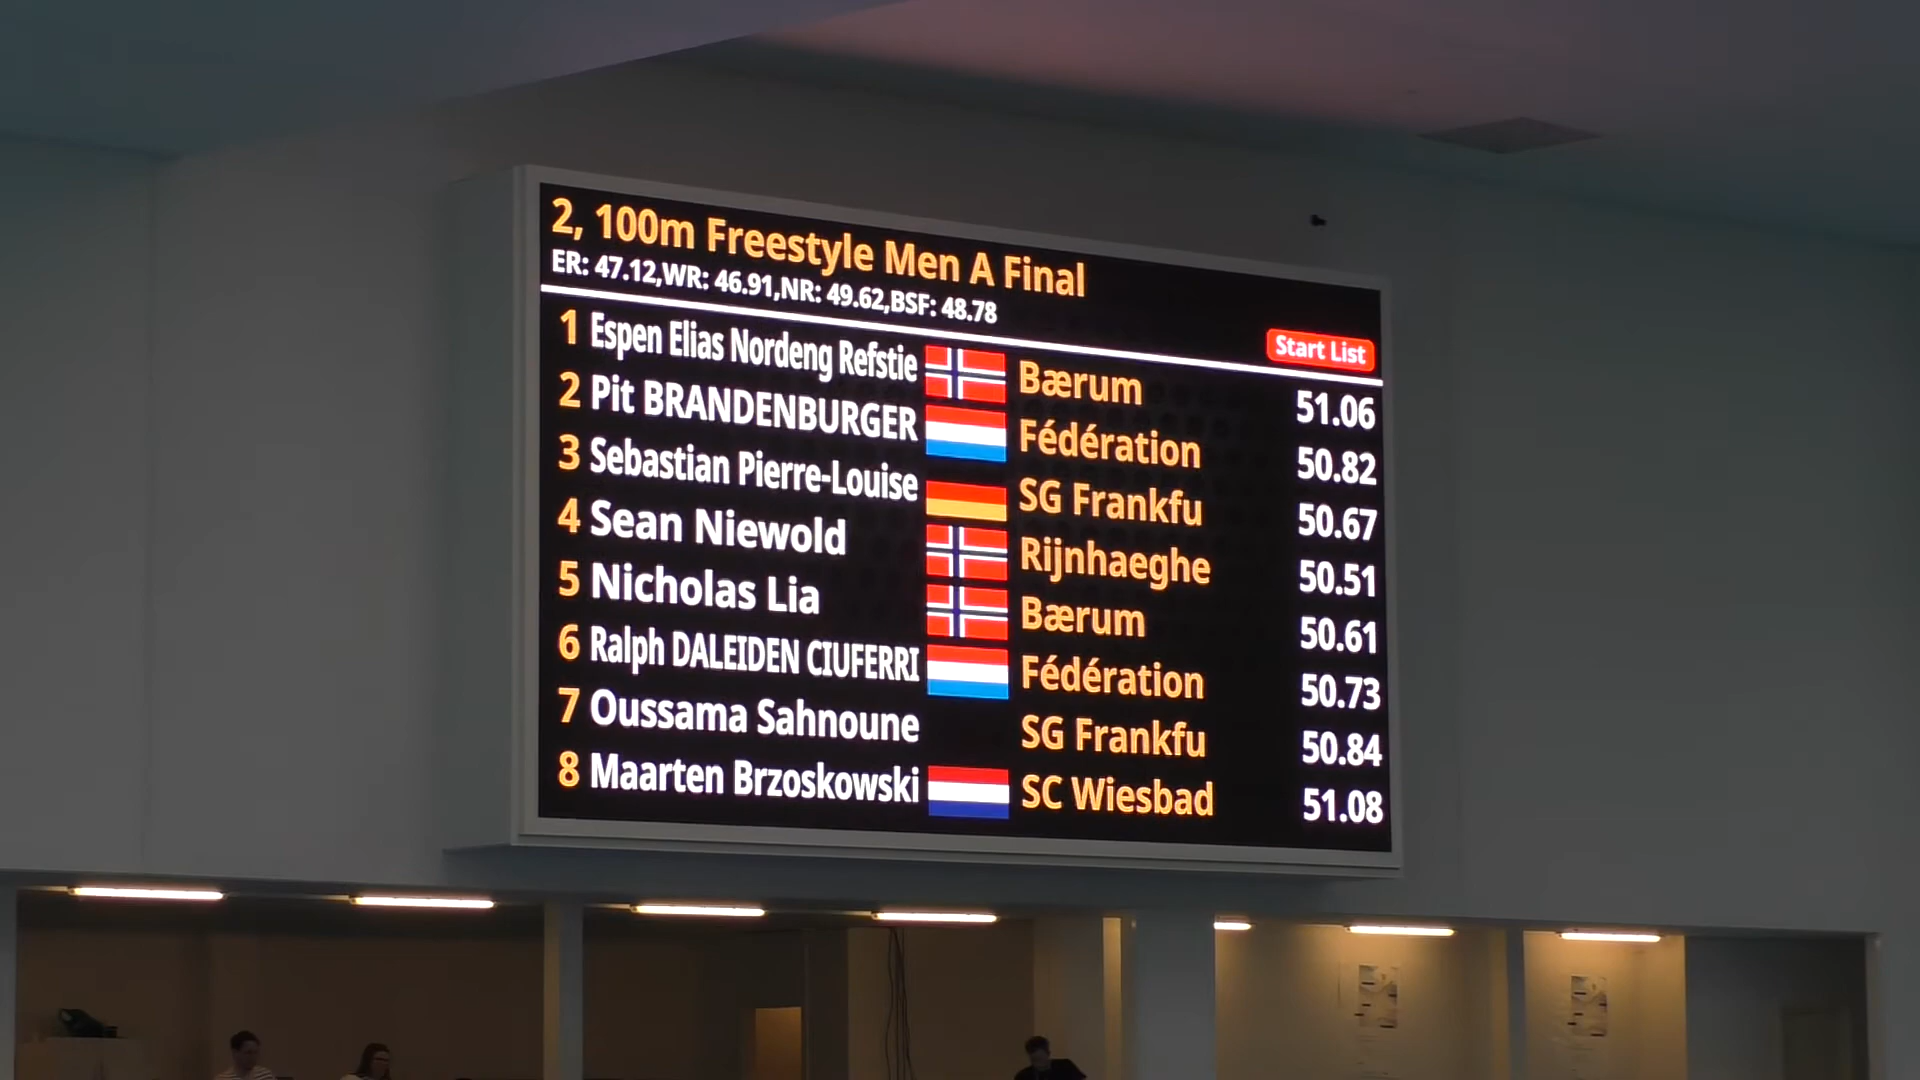 2, 100m Freestyle Men A Final
ER: 47.12,WR: 46.91,NR: 49.62,BSF: 48.78
Start List
1 Espen Elias Nordeng Refstie Bærum 51.06
2 Pit BRANDENBURGER Fédération 50.82
3 Sebastian Pierre-Louise SG Frankfu 50.67
4 Sean Niewold Rijnhaeghe 50.51
5 Nicholas Lia Bærum 50.61
6 Ralph DALEIDEN CIUFERRI Fédération 50.73
7 Oussama Sahnoune SG Frankfu 50.84
8 Maarten Brzoskowski SC Wiesbad 51.08